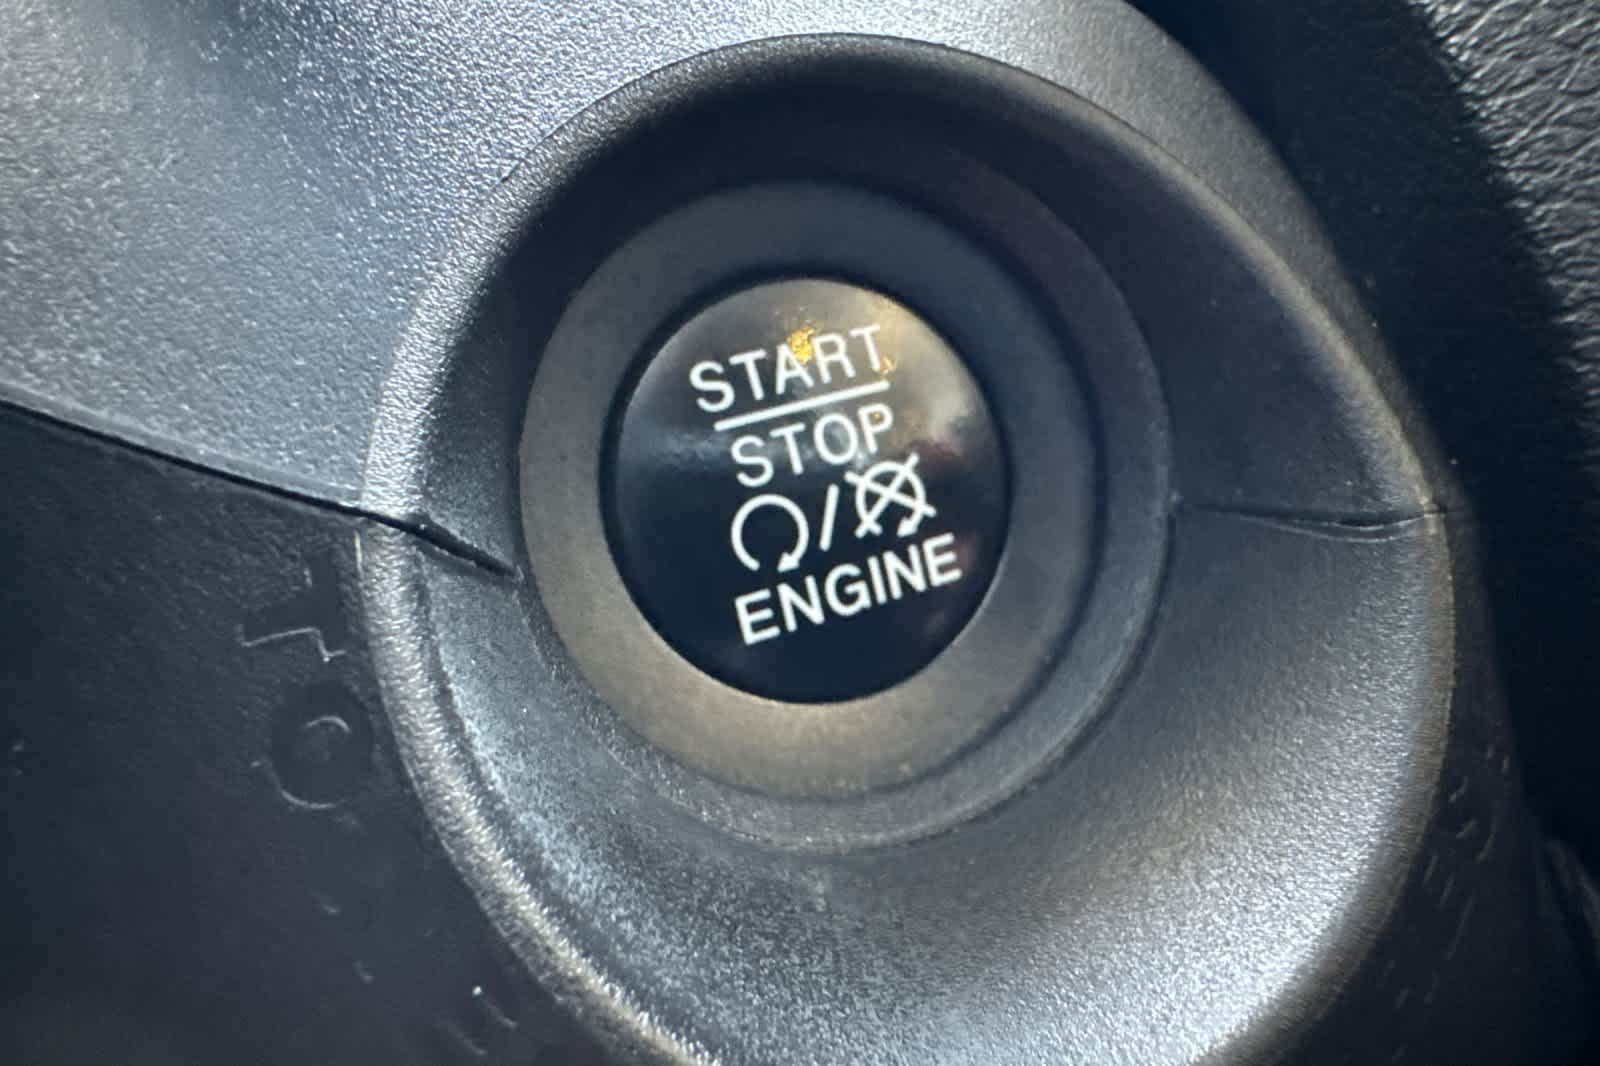 START
STOP
/
ENGINE